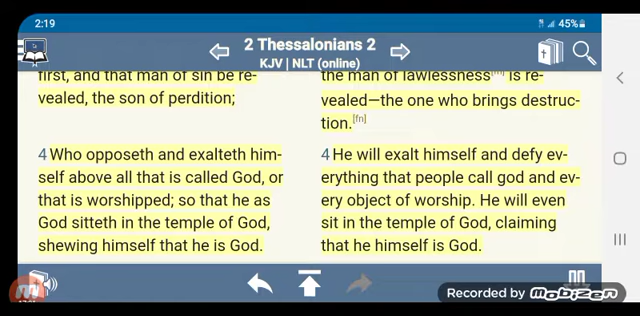 2:19
45%
2 Thessalonians 2
KJV | NLT (online)
first, and that man of sin be re-
vealed, the son of perdition;
4 Who opposeth and exalteth him-
self above all that is called God, or
that is worshipped; so that he as
God sitteth in the temple of God,
shewing himself that he is God.
the man of lawlessness is re-
vealed—the one who brings destruc-
tion.[fn]
4 He will exalt himself and defy ev-
erything that people call god and ev-
ery object of worship. He will even
sit in the temple of God, claiming
that he himself is God.
Recorded by MOBIZEN